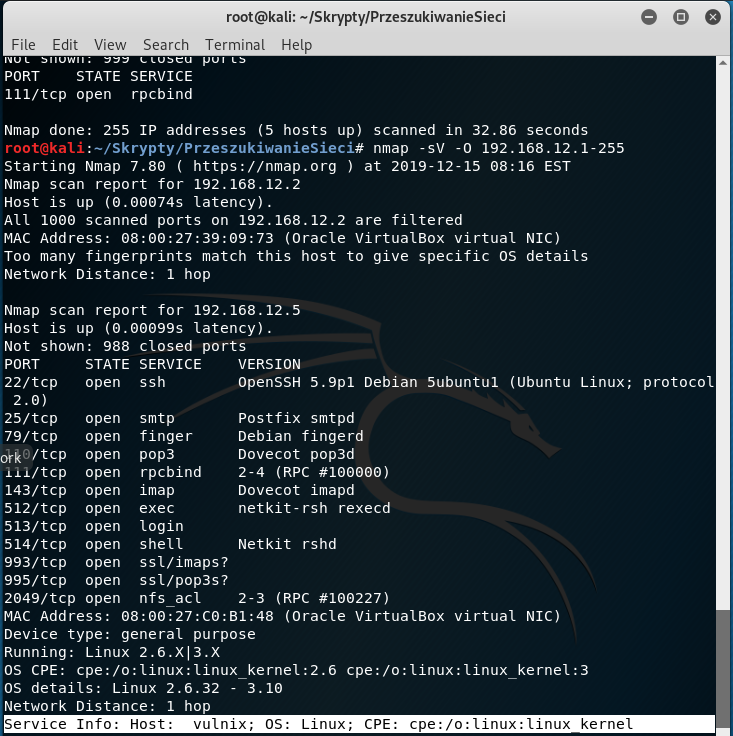 root@kali: ~/Skrypty/PrzeszukiwanieSieci
File Edit View Search Terminal Help
Not shown: 999 closed ports
PORT    STATE SERVICE
111/tcp open  rpcbind
Nmap done: 255 IP addresses (5 hosts up) scanned in 32.86 seconds
root@kali:~/Skrypty/PrzeszukiwanieSieci# nmap -sV -O 192.168.12.1-255
Starting Nmap 7.80 ( https://nmap.org ) at 2019-12-15 08:16 EST
Nmap scan report for 192.168.12.2
Host is up (0.00074s latency).
All 1000 scanned ports on 192.168.12.2 are filtered
MAC Address: 08:00:27:39:09:73 (Oracle VirtualBox virtual NIC)
Too many fingerprints match this host to give specific OS details
Network Distance: 1 hop
Nmap scan report for 192.168.12.5
Host is up (0.00099s latency).
Not shown: 988 closed ports
PORT     STATE SERVICE    VERSION
22/tcp   open  ssh        OpenSSH 5.9p1 Debian 5ubuntu1 (Ubuntu Linux; protocol
 2.0)
25/tcp   open  smtp       Postfix smtpd
79/tcp   open  finger     Debian fingerd
110/tcp  open  pop3       Dovecot pop3d
ork
111/tcp  open  rpcbind    2-4 (RPC #100000)
143/tcp  open  imap       Dovecot imapd
512/tcp  open  exec       netkit-rsh rexecd
513/tcp  open  login
514/tcp  open  shell      Netkit rshd
993/tcp  open  ssl/imaps?
995/tcp  open  ssl/pop3s?
2049/tcp open  nfs_acl    2-3 (RPC #100227)
MAC Address: 08:00:27:C0:B1:48 (Oracle VirtualBox virtual NIC)
Device type: general purpose
Running: Linux 2.6.X|3.X
OS CPE: cpe:/o:linux:linux_kernel:2.6 cpe:/o:linux:linux_kernel:3
OS details: Linux 2.6.32 - 3.10
Network Distance: 1 hop
Service Info: Host:  vulnix; OS: Linux; CPE: cpe:/o:linux:linux_kernel